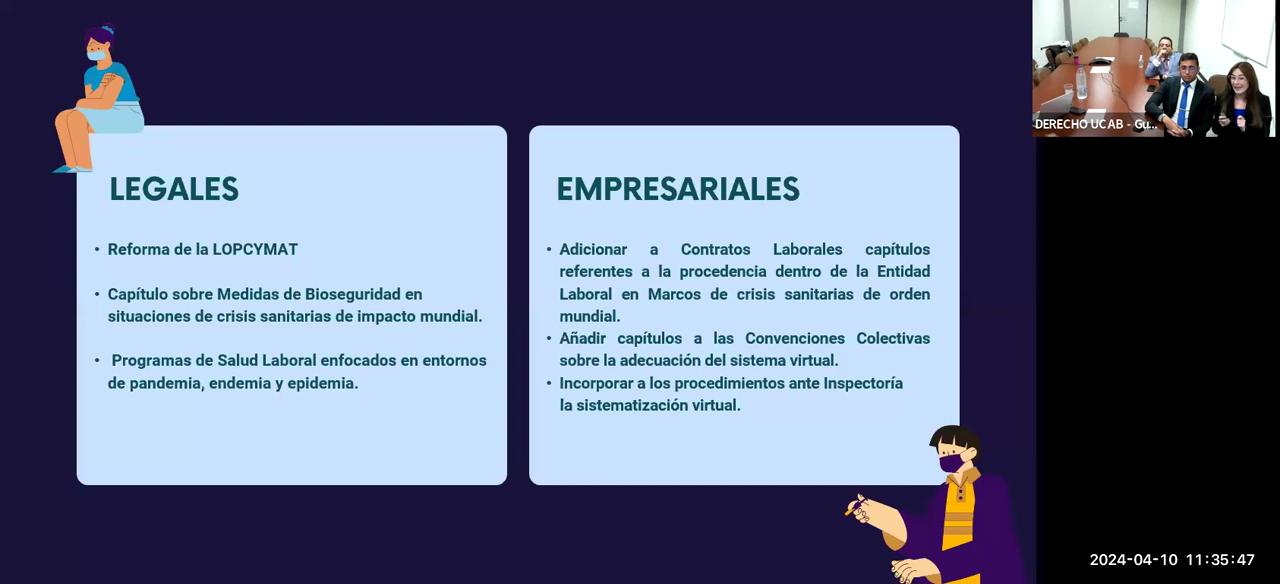 LEGALES
• Reforma de la LOPCYMAT
• Capítulo sobre Medidas de Bioseguridad en
situaciones de crisis sanitarias de impacto mundial.
• Programas de Salud Laboral enfocados en entornos
de pandemia, endemia y epidemia.
EMPRESARIALES
• Adicionar a Contratos Laborales capítulos
referentes a la procedencia dentro de la Entidad
Laboral en Marcos de crisis sanitarias de orden
mundial.
• Añadir capítulos a las Convenciones Colectivas
sobre la adecuación del sistema virtual.
• Incorporar a los procedimientos ante Inspectoría
la sistematización virtual.
DERECHO UCAB - Gu...
2024-04-10 11:35:47